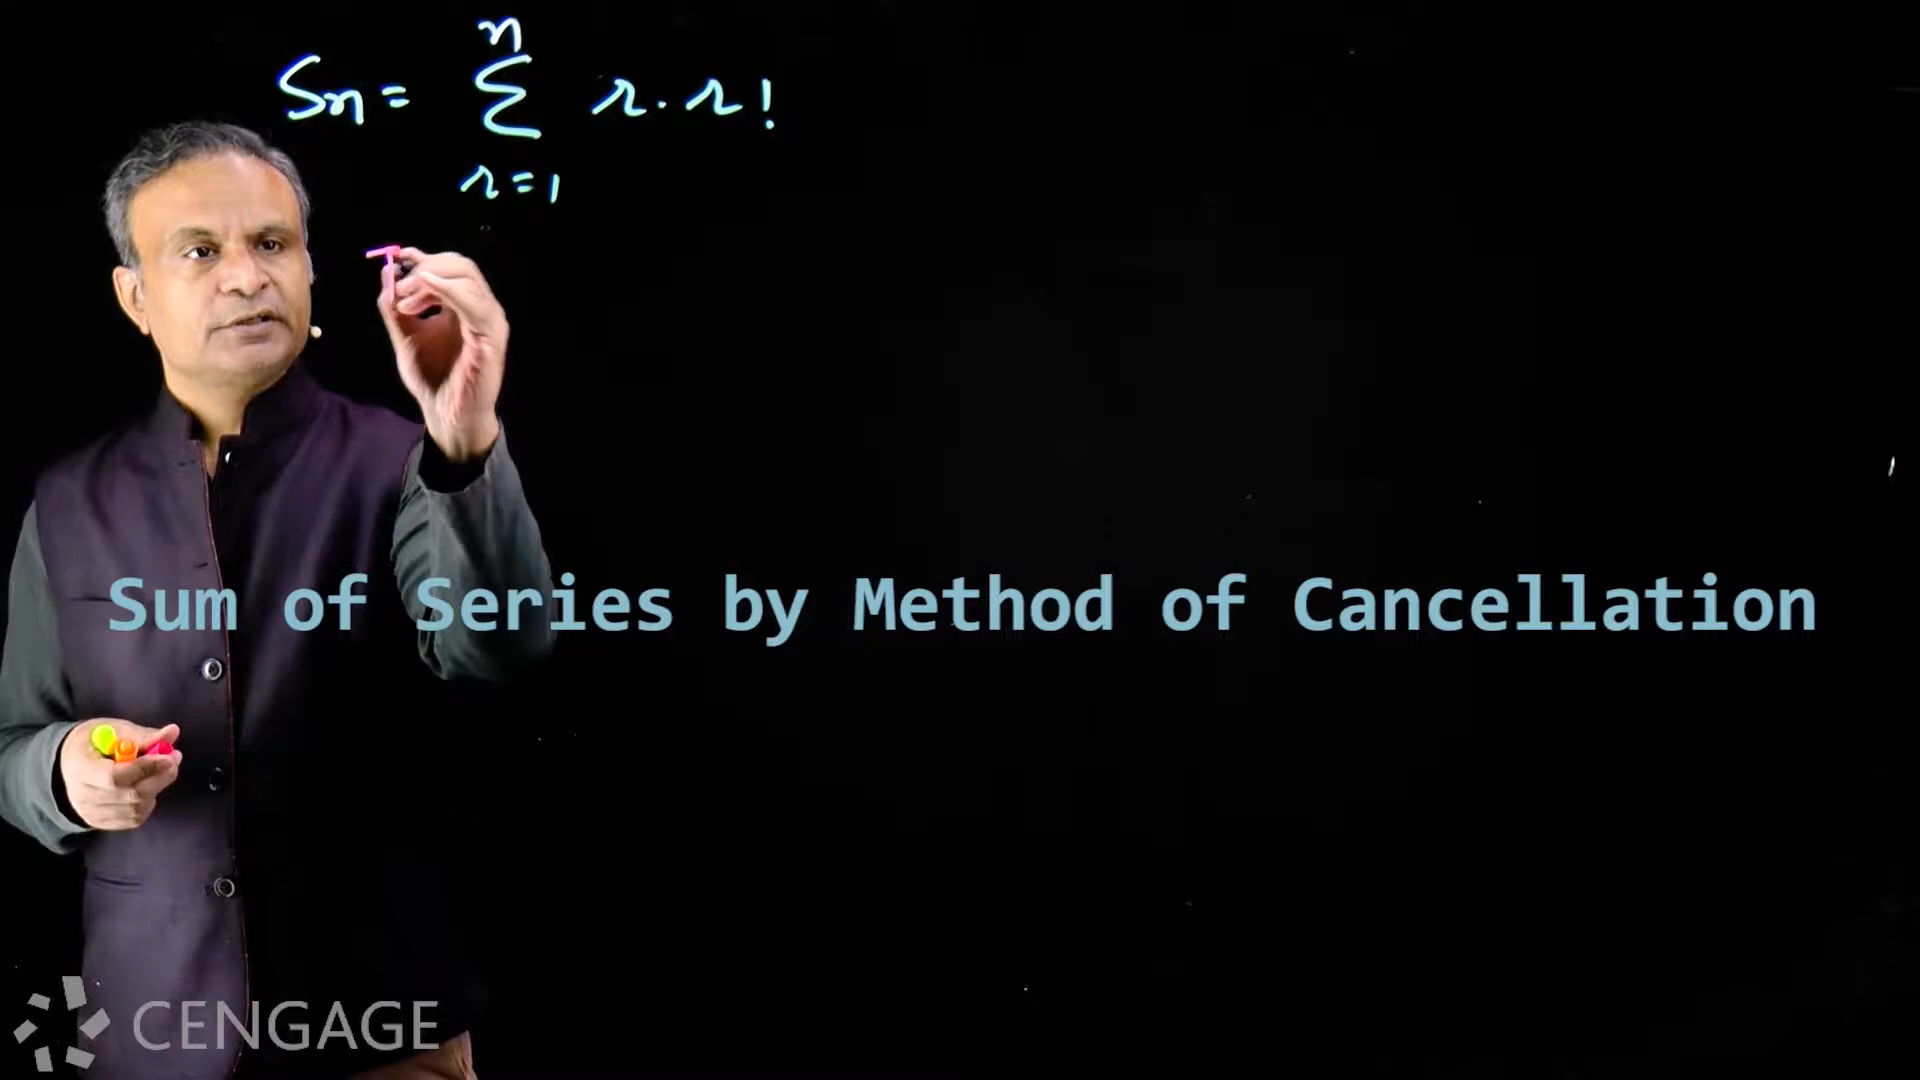 n
Sn = Σ r · r !
r = 1
T
Sum of Series by Method of Cancellation
CENGAGE